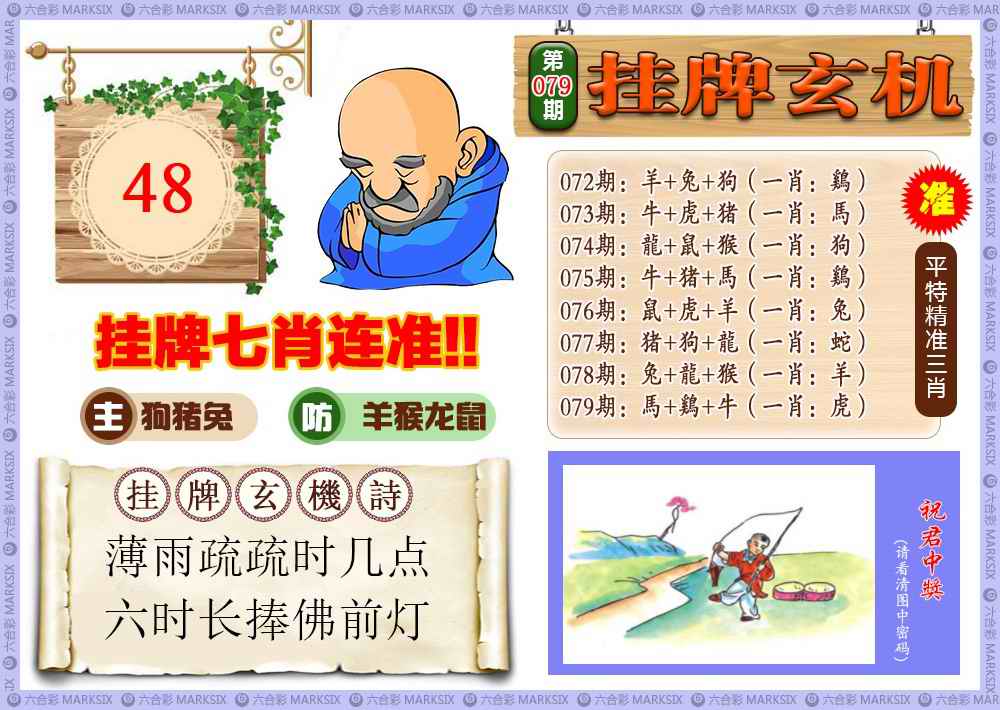 六合彩 MARKSIX
48
第
079
期
挂牌玄机
072期：羊+兔+狗（一肖：鷄）
073期：牛+虎+猪（一肖：馬）
074期：龍+鼠+猴（一肖：狗）
075期：牛+猪+馬（一肖：鷄）
076期：鼠+虎+羊（一肖：兔）
077期：猪+狗+龍（一肖：蛇）
078期：兔+龍+猴（一肖：羊）
079期：馬+鷄+牛（一肖：虎）
准
平特精准三肖
挂牌七肖连准!!
主 狗猪兔
防 羊猴龙鼠
挂牌玄機詩
薄雨疏疏时几点
六时长捧佛前灯
祝君中獎
（请看清图中密码）